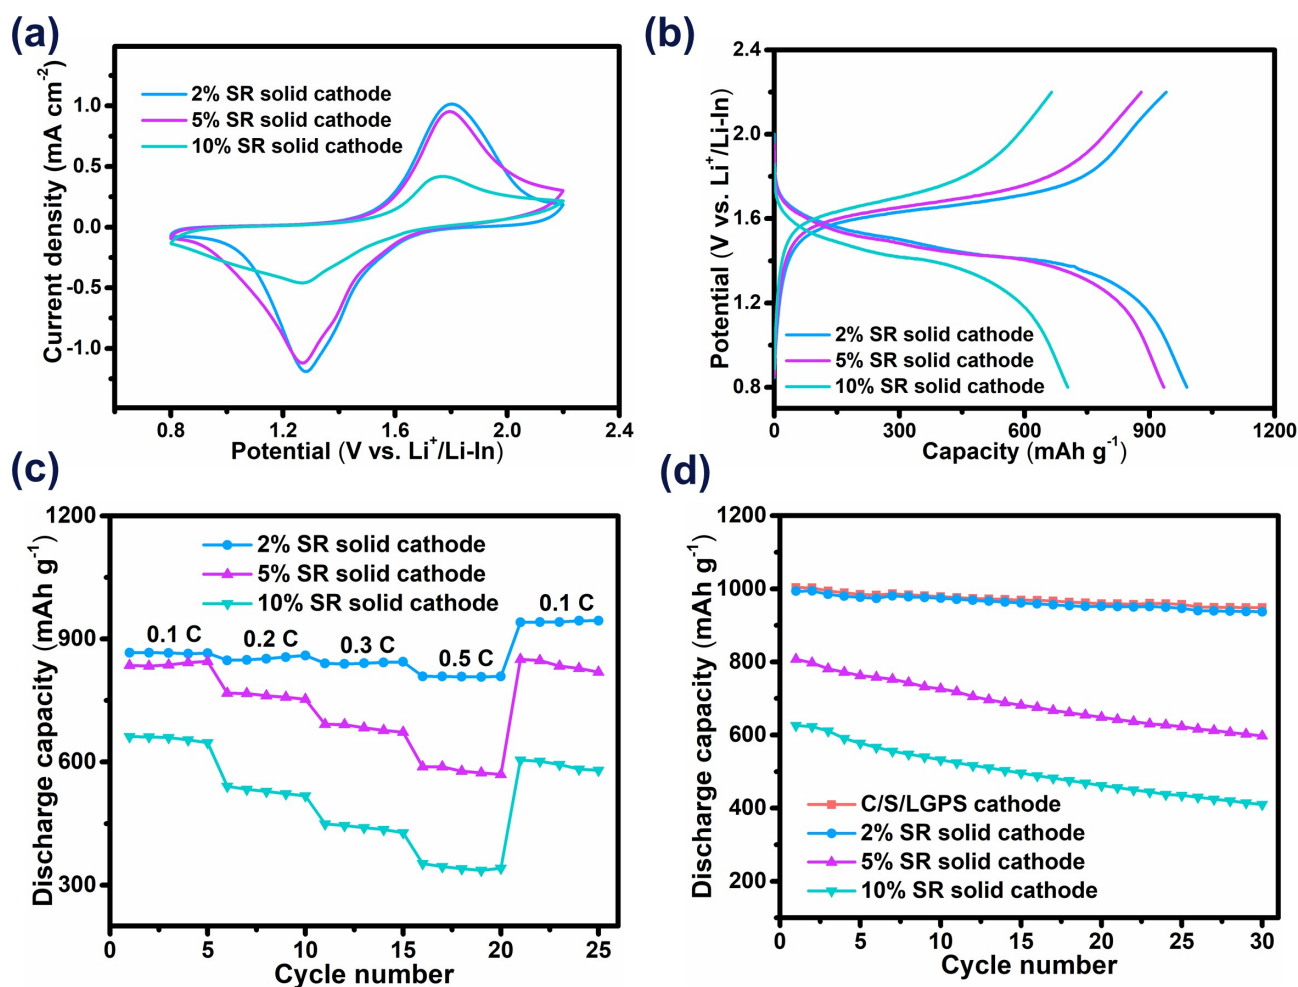 (a)
Current density (mA cm⁻²)
1.0
0.5
0.0
-0.5
-1.0
2% SR solid cathode
5% SR solid cathode
10% SR solid cathode
0.8
1.2
1.6
2.0
2.4
Potential (V vs. Li⁺/Li-In)
(b)
Potential (V vs. Li⁺/Li-In)
2.4
2.0
1.6
1.2
0.8
2% SR solid cathode
5% SR solid cathode
10% SR solid cathode
0
300
600
900
1200
Capacity (mAh g⁻¹)
(c)
Discharge capacity (mAh g⁻¹)
1200
900
600
300
2% SR solid cathode
5% SR solid cathode
10% SR solid cathode
0.1 C
0.2 C
0.3 C
0.5 C
0.1 C
0
5
10
15
20
25
Cycle number
(d)
Discharge capacity (mAh g⁻¹)
1200
1000
800
600
400
200
C/S/LGPS cathode
2% SR solid cathode
5% SR solid cathode
10% SR solid cathode
0
5
10
15
20
25
30
Cycle number